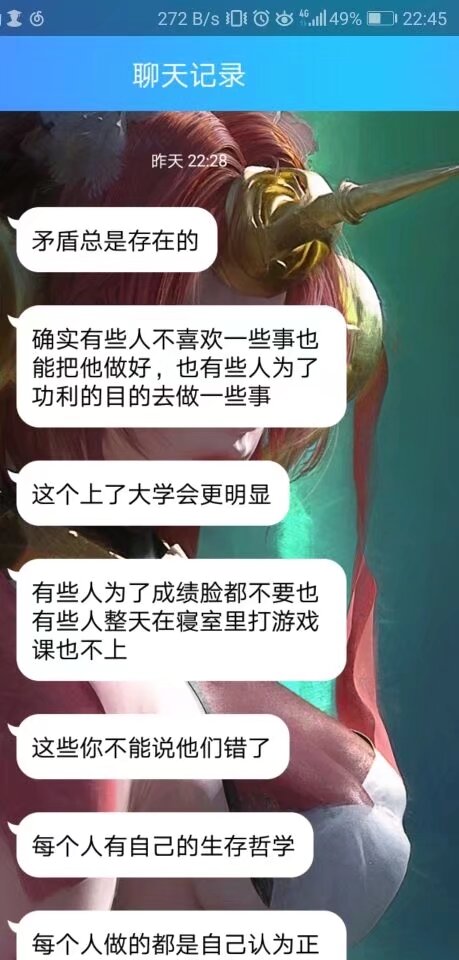 272 B/s 4G 49% 22:45
聊天记录
昨天 22:28
矛盾总是存在的
确实有些人不喜欢一些事也
能把他做好，也有些人为了
功利的目的去做一些事
这个上了大学会更明显
有些人为了成绩脸都不要也
有些人整天在寝室里打游戏
课也不上
这些你不能说他们错了
每个人有自己的生存哲学
每个人做的都是自己认为正